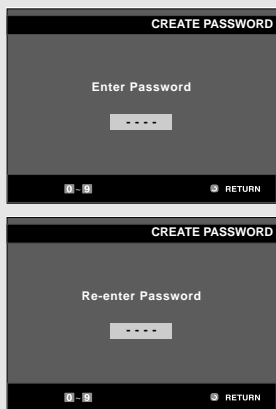 CREATE PASSWORD
Enter Password
- - - -
0 ~ 9 RETURN
CREATE PASSWORD
Re-enter Password
- - - -
0 ~ 9 RETURN